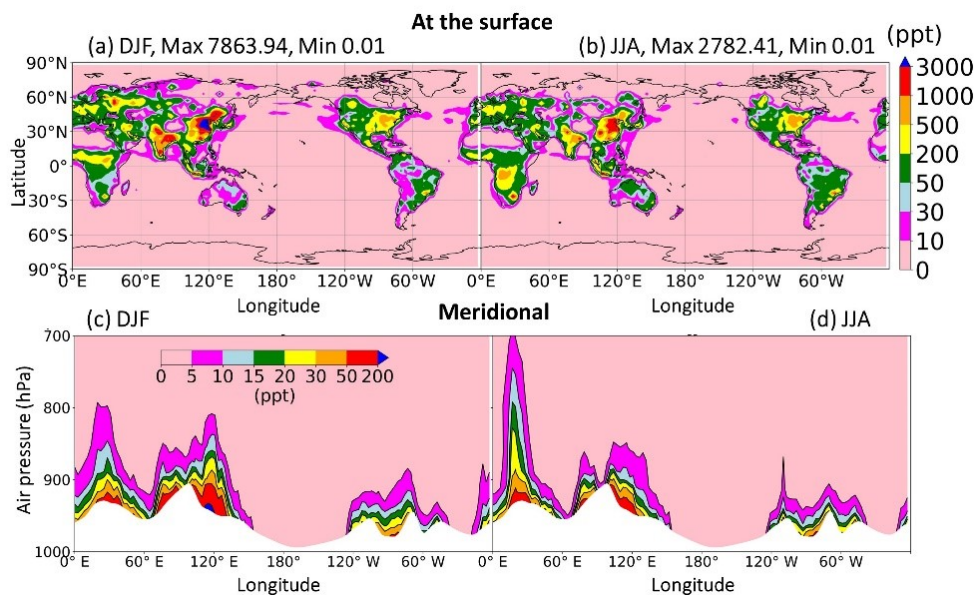 At the surface
(a) DJF, Max 7863.94, Min 0.01
(b) JJA, Max 2782.41, Min 0.01
(ppt)
90°N
60°N
30°N
0°
30°S
60°S
90°S
Latitude
0°E 60°E 120°E 180°E 120°W 60°W 0°E 60°E 120°E 180°E 120°W 60°W
Longitude Longitude
3000
1000
500
200
50
30
10
0
Meridional
(c) DJF
(d) JJA
700
800
900
1000
Air pressure (hPa)
0 5 10 15 20 30 50 200
(ppt)
0° E 60° E 120° E 180° E 120° W 60° W 0° E 60° E 120° E 180° E 120° W 60° W
Longitude Longitude